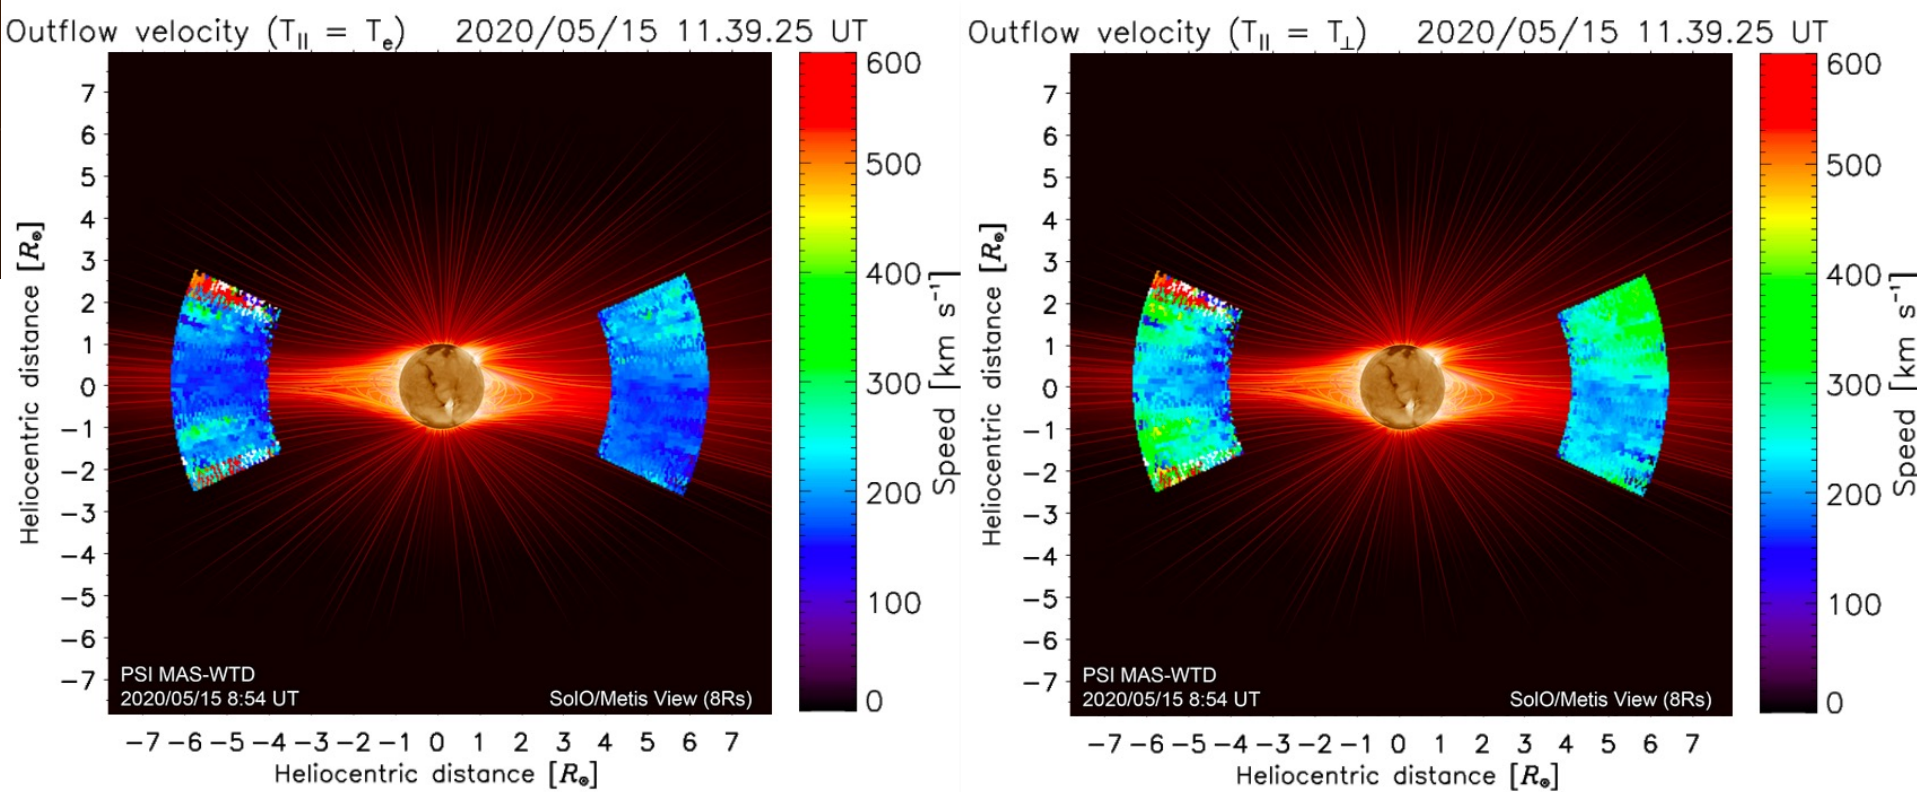 Outflow velocity (T∥ = Te) 2020/05/15 11.39.25 UT
Heliocentric distance [R⊙]
7
6
5
4
3
2
1
0
−1
−2
−3
−4
−5
−6
−7
PSI MAS-WTD
2020/05/15 8:54 UT
SolO/Metis View (8Rs)
−7 −6 −5 −4 −3 −2 −1 0 1 2 3 4 5 6 7
Heliocentric distance [R⊙]
600
500
400
300
200
100
0
Speed [km s⁻¹]
Outflow velocity (T∥ = T⊥) 2020/05/15 11.39.25 UT
Heliocentric distance [R⊙]
7
6
5
4
3
2
1
0
−1
−2
−3
−4
−5
−6
−7
PSI MAS-WTD
2020/05/15 8:54 UT
SolO/Metis View (8Rs)
−7 −6 −5 −4 −3 −2 −1 0 1 2 3 4 5 6 7
Heliocentric distance [R⊙]
600
500
400
300
200
100
0
Speed [km s⁻¹]